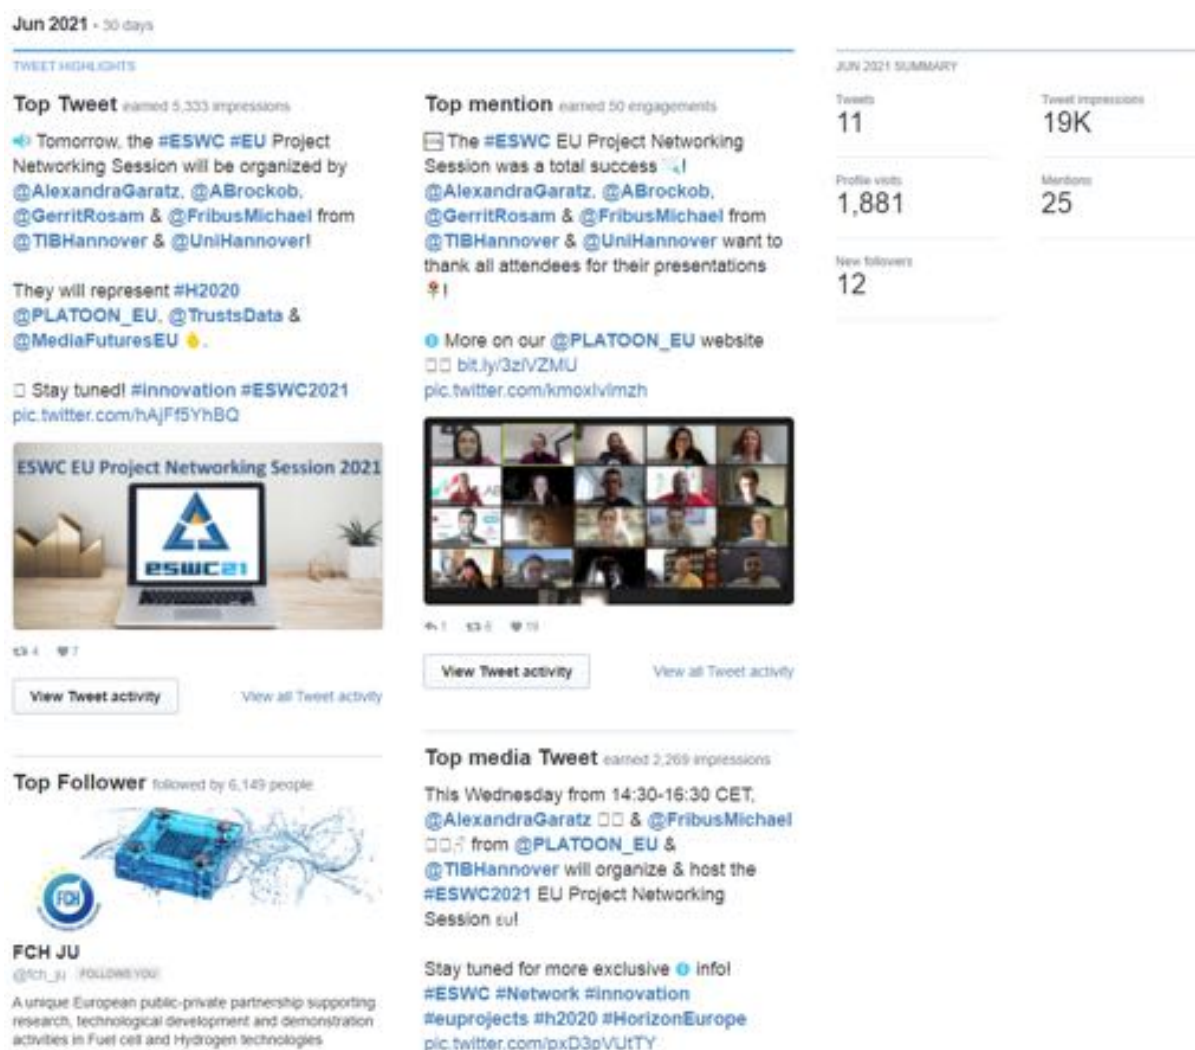 Jun 2021 • 30 days
TWEET HIGHLIGHTS
Top Tweet earned 5,333 impressions
Tomorrow, the #ESWC #EU Project
Networking Session will be organized by
@AlexandraGaratz, @ABrockob,
@GerritRosam & @FribusMichael from
@TIBHannover & @UniHannover!
They will represent #H2020
@PLATOON_EU, @TrustsData &
@MediaFuturesEU .
Stay tuned! #innovation #ESWC2021
pic.twitter.com/hAjFf5YhBQ
ESWC EU Project Networking Session 2021
ESWC21
4 7
View Tweet activity
View all Tweet activity
Top Follower followed by 6,149 people
FCH
FCH JU
@fch_ju FOLLOWS YOU
A unique European public-private partnership supporting
research, technological development and demonstration
activities in Fuel cell and Hydrogen technologies
Top mention earned 50 engagements
The #ESWC EU Project Networking
Session was a total success !
@AlexandraGaratz, @ABrockob,
@GerritRosam & @FribusMichael from
@TIBHannover & @UniHannover want to
thank all attendees for their presentations
!
More on our @PLATOON_EU website
bit.ly/3ziVZMU
1 6 19
View Tweet activity
View all Tweet activity
Top media Tweet earned 2,269 impressions
This Wednesday from 14:30-16:30 CET,
@AlexandraGaratz & @FribusMichael
from @PLATOON_EU &
@TIBHannover will organize & host the
#ESWC2021 EU Project Networking
Session EU!
Stay tuned for more exclusive info!
#ESWC #Network #innovation
#euprojects #h2020 #HorizonEurope
pic.twitter.com/pxD3pVUtTY
JUN 2021 SUMMARY
Tweets
11
Tweet impressions
19K
Profile visits
1,881
Mentions
25
New followers
12